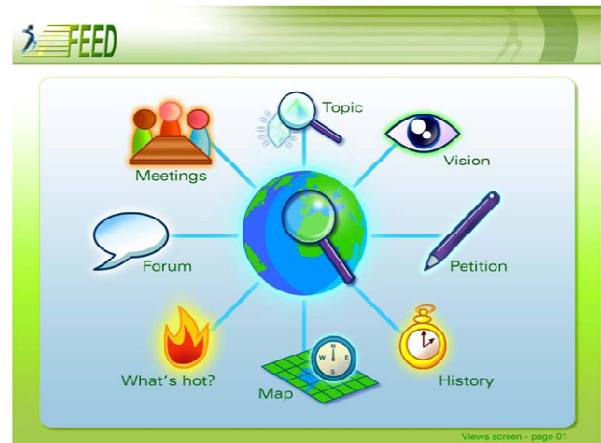 FEED
Topic
Vision
Meetings
Forum
Petition
What's hot?
Map
N
W E
S
History
Views screen - page 01